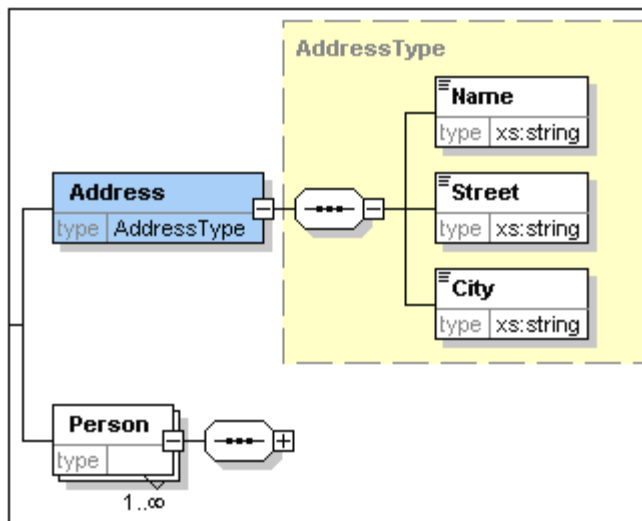 AddressType
Name
type xs:string
Address
type AddressType
Street
type xs:string
City
type xs:string
Person
type
1..∞